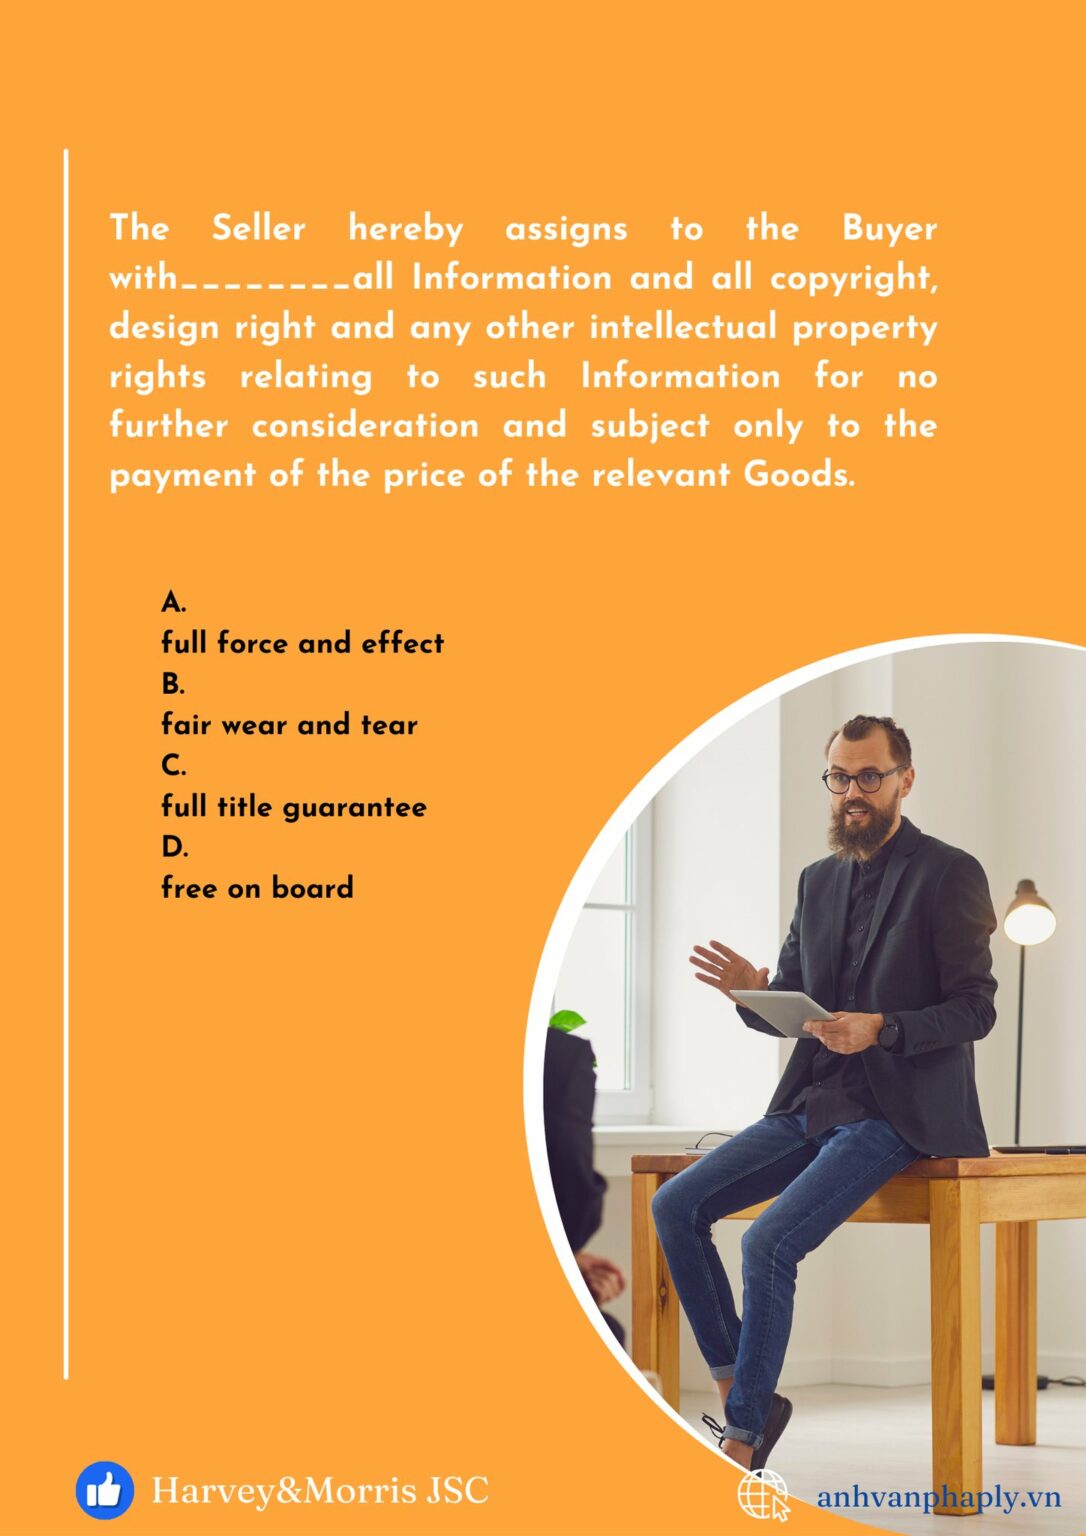 The Seller hereby assigns to the Buyer
with________all Information and all copyright,
design right and any other intellectual property
rights relating to such Information for no
further consideration and subject only to the
payment of the price of the relevant Goods.
A.
full force and effect
B.
fair wear and tear
C.
full title guarantee
D.
free on board
Harvey&Morris JSC
anhvanphaply.vn